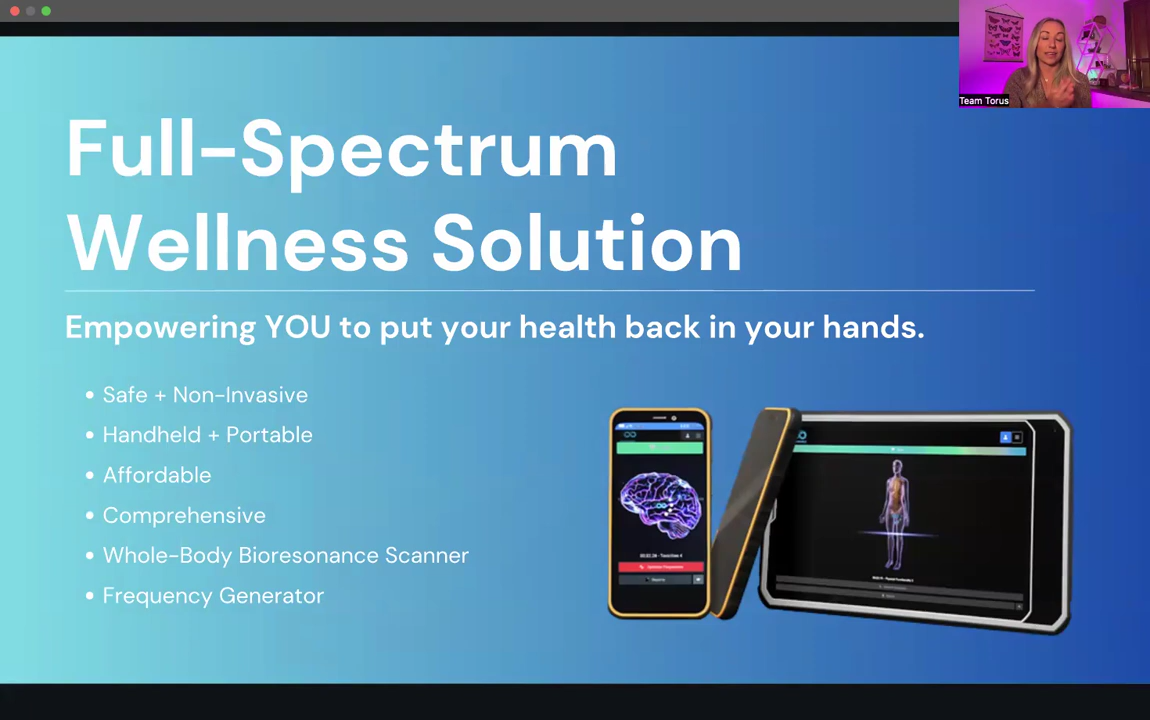 Team Torus
Full-Spectrum
Wellness Solution
Empowering YOU to put your health back in your hands.
• Safe + Non-Invasive
• Handheld + Portable
• Affordable
• Comprehensive
• Whole-Body Bioresonance Scanner
• Frequency Generator